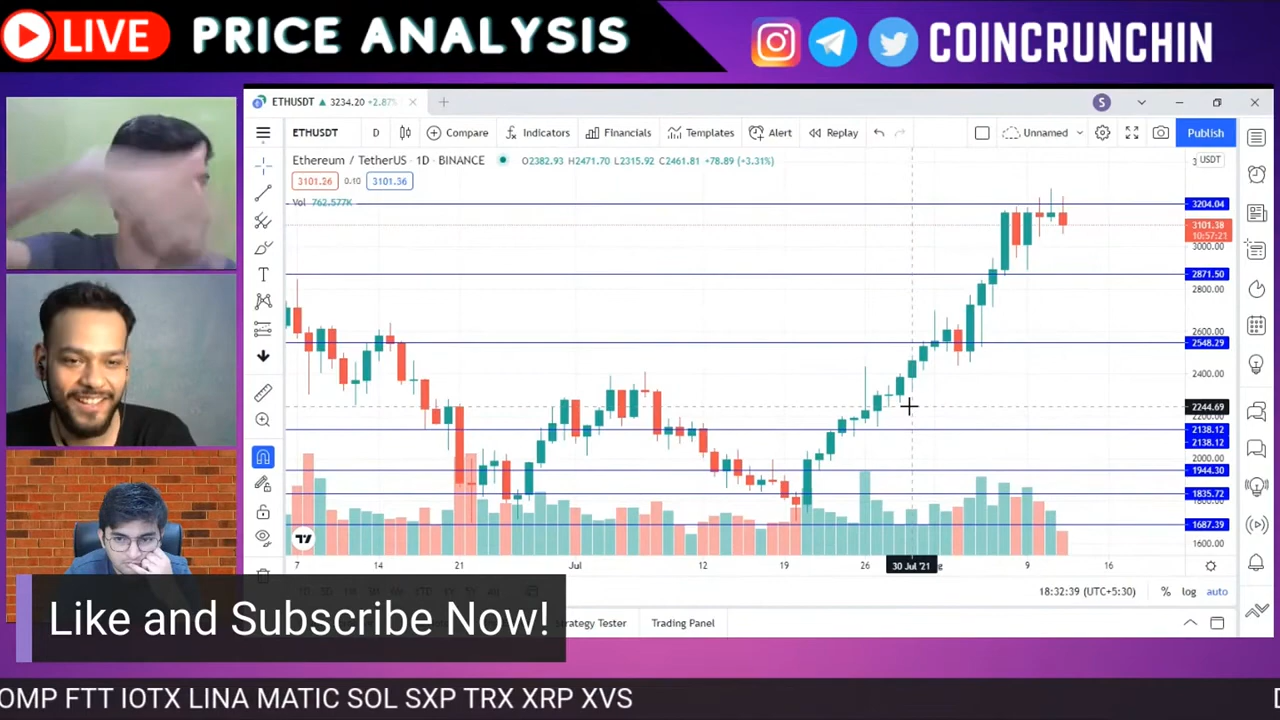 LIVE PRICE ANALYSIS COINCRUNCHIN
ETHUSDT ▲ 3234.20 +2.87%
S
ETHUSDT D Compare Indicators Financials Templates Alert Replay Unnamed Publish
Ethereum / TetherUS · 1D · BINANCE O2382.93 H2471.70 L2315.92 C2461.81 +78.89 (+3.31%)
USDT
3101.26 0.10 3101.36
Vol 762.577K
3204.04
3101.38
10:57:21
3000.00
2871.50
2800.00
2600.00
2548.29
2400.00
2244.69
2200.00
2138.12
2138.12
2000.00
1944.30
1835.72
1687.39
1600.00
7 14 21 Jul 12 19 26 30 Jul '21 9 16
18:32:39 (UTC+5:30) % log auto
Like and Subscribe Now!
Tester Trading Panel
OMP FTT IOTX LINA MATIC SOL SXP TRX XRP XVS